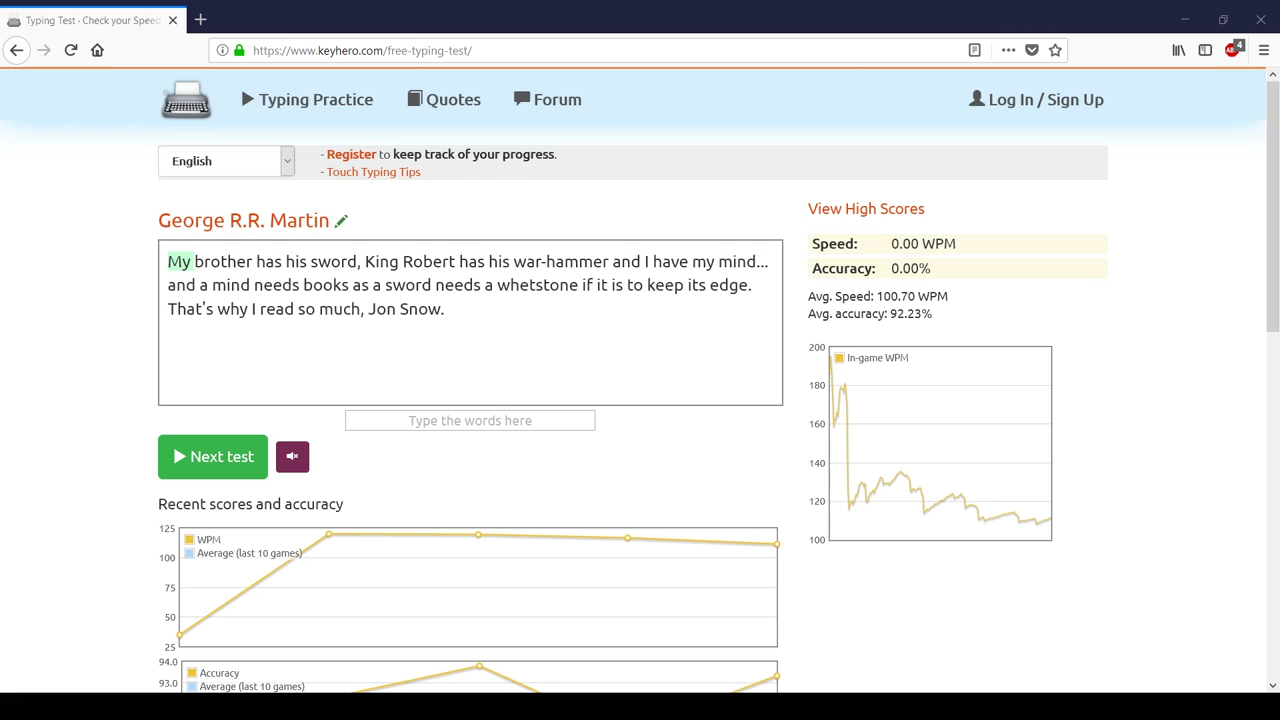 Typing Test - Check your Speed
https://www.keyhero.com/free-typing-test/
4
Typing Practice
Quotes
Forum
Log In / Sign Up
English
- Register to keep track of your progress.
- Touch Typing Tips
George R.R. Martin
My brother has his sword, King Robert has his war-hammer and I have my mind...
and a mind needs books as a sword needs a whetstone if it is to keep its edge.
That's why I read so much, Jon Snow.
Type the words here
Next test
View High Scores
Speed: 0.00 WPM
Accuracy: 0.00%
Avg. Speed: 100.70 WPM
Avg. accuracy: 92.23%
200
In-game WPM
180
160
140
120
100
Recent scores and accuracy
125
WPM
Average (last 10 games)
100
75
50
25
94.0
Accuracy
93.0
Average (last 10 games)